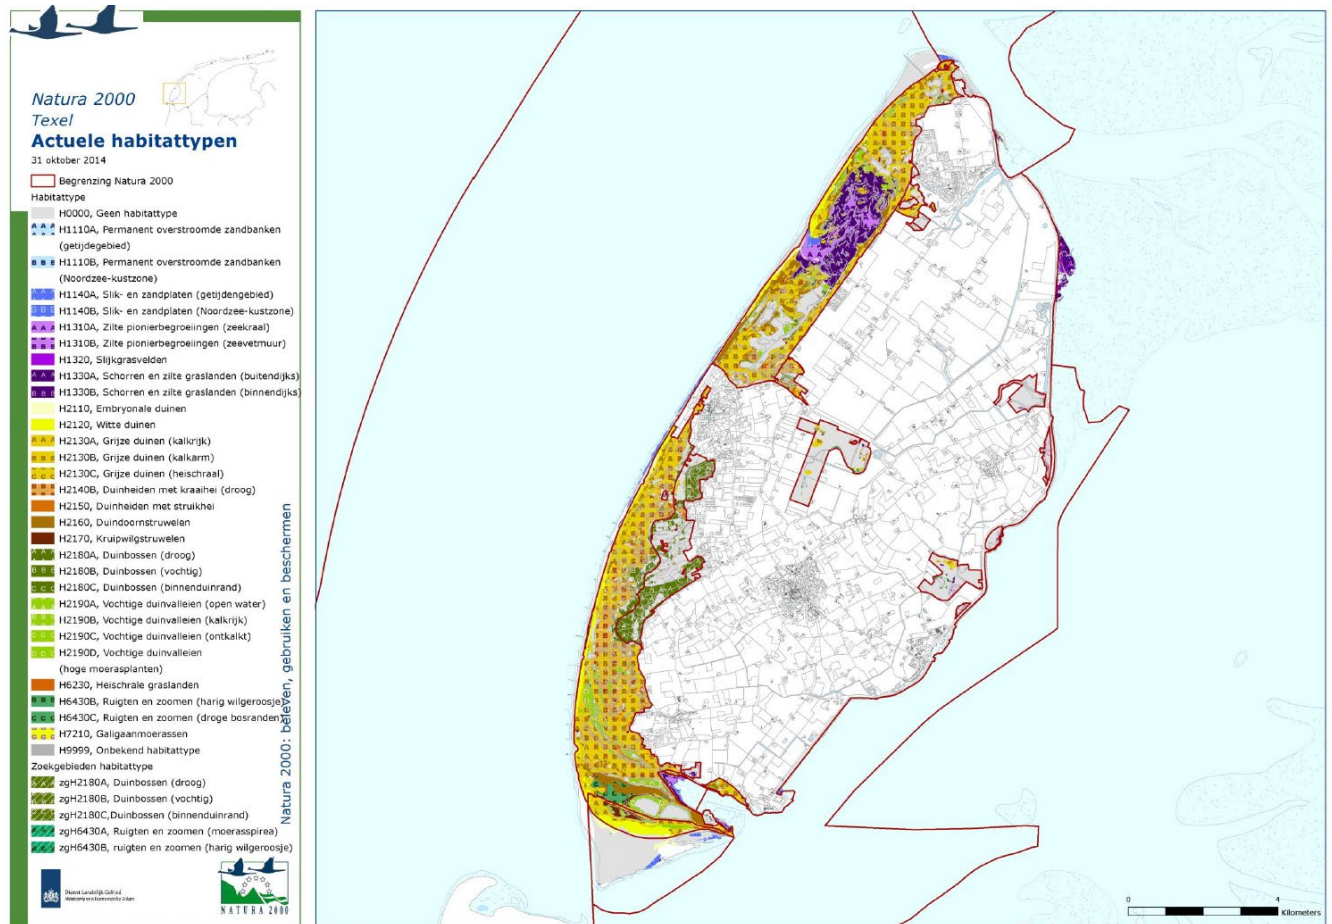 Natura 2000
Texel
Actuele habitattypen
31 oktober 2014
Begrenzing Natura 2000
Habitattype
H0000, Geen habitattype
H1110A, Permanent overstroomde zandbanken
(getijdegebied)
H1110B, Permanent overstroomde zandbanken
(Noordzee-kustzone)
H1140A, Slik- en zandplaten (getijdengebied)
H1140B, Slik- en zandplaten (Noordzee-kustzone)
H1310A, Zilte pionierbegroeiingen (zeekraal)
H1310B, Zilte pionierbegroeiingen (zeevetmuur)
H1320, Slijkgrasvelden
H1330A, Schorren en zilte graslanden (buitendijks)
H1330B, Schorren en zilte graslanden (binnendijks)
H2110, Embryonale duinen
H2120, Witte duinen
H2130A, Grijze duinen (kalkrijk)
H2130B, Grijze duinen (kalkarm)
H2130C, Grijze duinen (heischraal)
H2140B, Duinheiden met kraaihei (droog)
H2150, Duinheiden met struikhei
H2160, Duindoornstruwelen
H2170, Kruipwilgstruwelen
H2180A, Duinbossen (droog)
H2180B, Duinbossen (vochtig)
H2180C, Duinbossen (binnenduinrand)
H2190A, Vochtige duinvalleien (open water)
H2190B, Vochtige duinvalleien (kalkrijk)
H2190C, Vochtige duinvalleien (ontkalkt)
H2190D, Vochtige duinvalleien
(hoge moerasplanten)
H6230, Heischrale graslanden
H6430B, Ruigten en zoomen (harig wilgeroosje)
H6430C, Ruigten en zoomen (droge bosranden)
H7210, Galigaanmoerassen
H9999, Onbekend habitattype
Zoekgebieden habitattype
zgH2180A, Duinbossen (droog)
zgH2180B, Duinbossen (vochtig)
zgH2180C,Duinbossen (binnenduinrand)
zgH6430A, Ruigten en zoomen (moerasspirea)
zgH6430B, ruigten en zoomen (harig wilgeroosje)
Natura 2000: beleven, gebruiken en beschermen
Dienst Landelijk Gebied
NATURA 2000
0 4
Kilometers